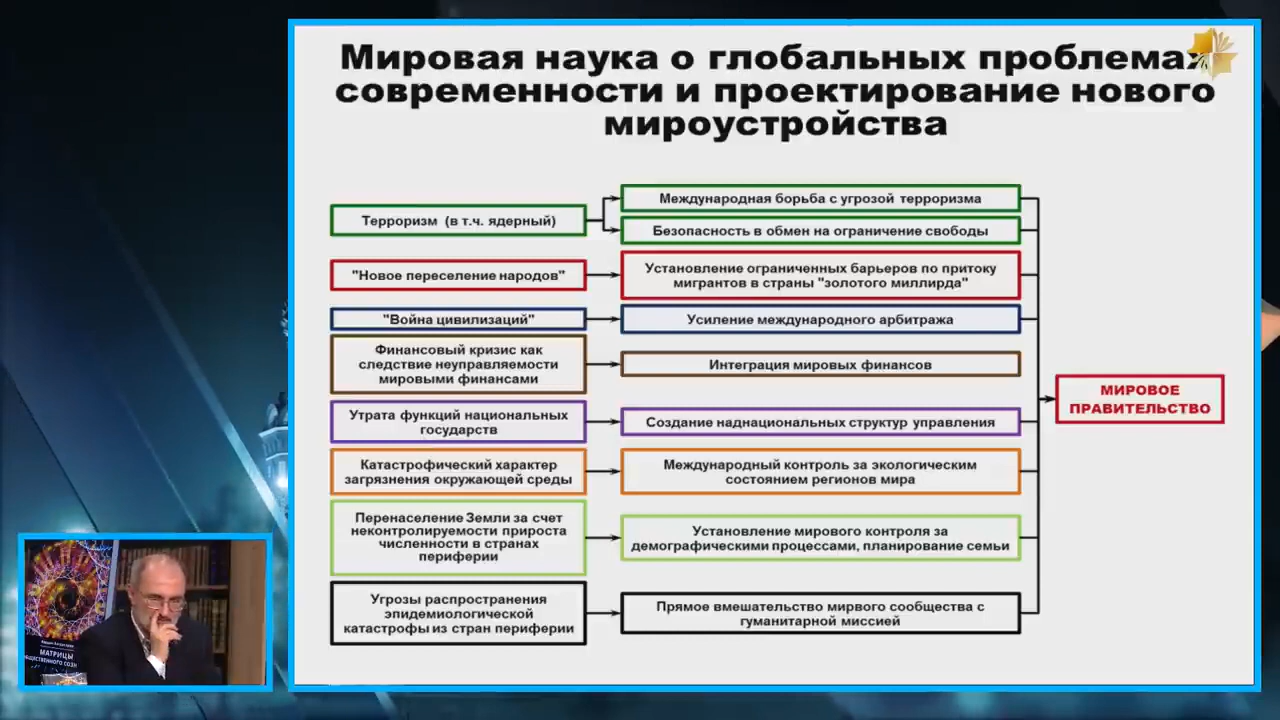 Мировая наука о глобальных проблемах
современности и проектирование нового
мироустройства
Терроризм (в т.ч. ядерный)
Международная борьба с угрозой терроризма
Безопасность в обмен на ограничение свободы
"Новое переселение народов"
Установление ограниченных барьеров по притоку
мигрантов в страны "золотого миллирда"
"Война цивилизаций"
Усиление международного арбитража
Финансовый кризис как
следствие неуправляемости
мировыми финансами
Интеграция мировых финансов
Утрата функций национальных
государств
Создание наднациональных структур управления
Катастрофический характер
загрязнения окружающей среды
Международный контроль за экологическим
состоянием регионов мира
Перенаселение Земли за счет
неконтролируемости прироста
численности в странах
периферии
Установление мирового контроля за
демографическими процессами, планирование семьи
Угрозы распространения
эпидемиологической
катастрофы из стран периферии
Прямое вмешательство мирвого сообщества с
гуманитарной миссией
МИРОВОЕ
ПРАВИТЕЛЬСТВО
МАТРИЦЫ